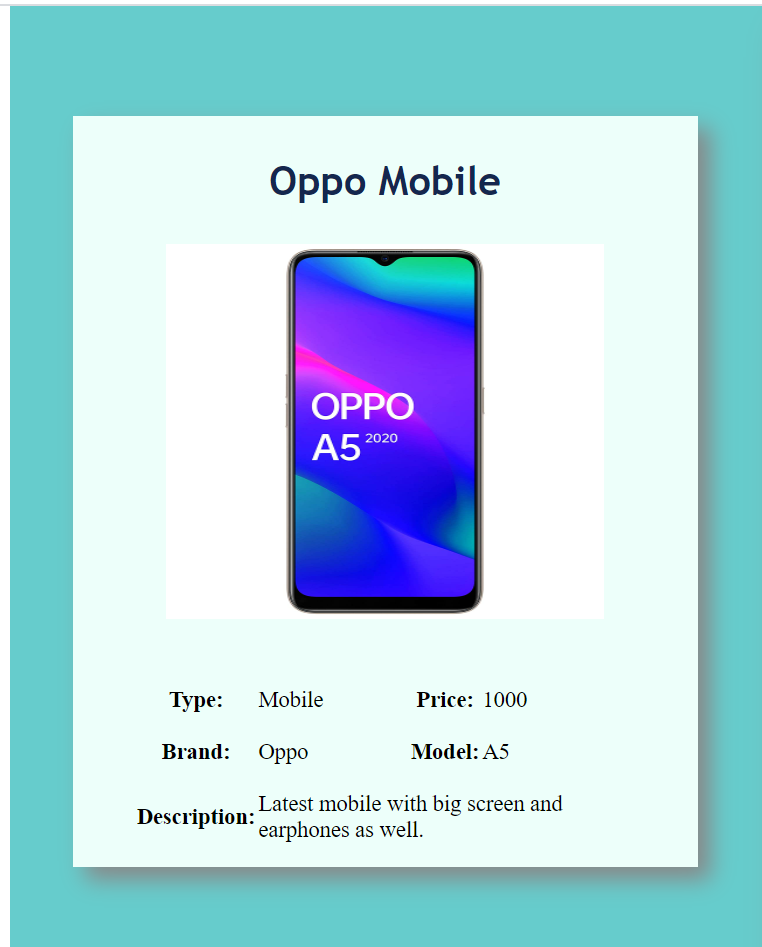 Oppo Mobile
OPPO
A5 2020
Type: Mobile Price: 1000
Brand: Oppo Model: A5
Description: Latest mobile with big screen and
earphones as well.